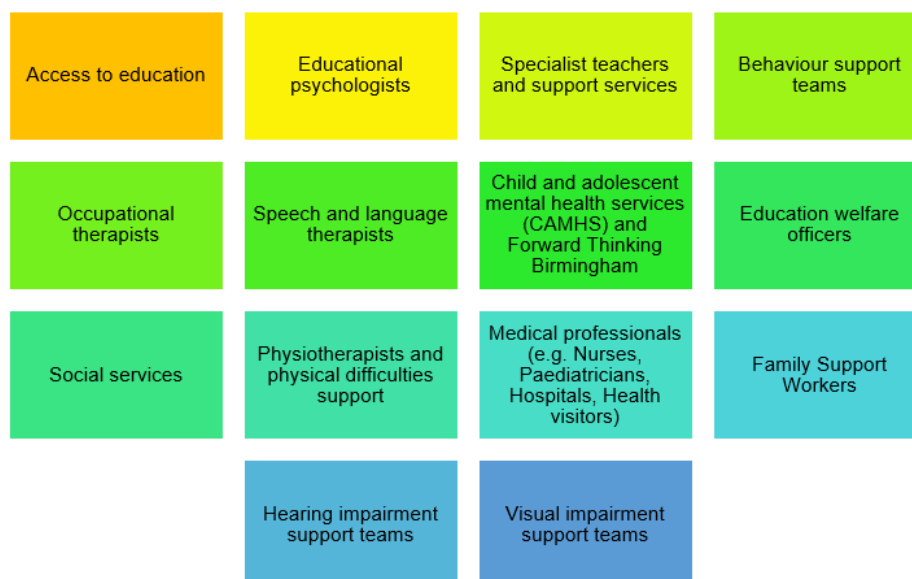 Access to education
Educational
psychologists
Specialist teachers
and support services
Behaviour support
teams
Occupational
therapists
Speech and language
therapists
Child and adolescent
mental health services
(CAMHS) and
Forward Thinking
Birmingham
Education welfare
officers
Social services
Physiotherapists and
physical difficulties
support
Medical professionals
(e.g. Nurses,
Paediatricians,
Hospitals, Health
visitors)
Family Support
Workers
Hearing impairment
support teams
Visual impairment
support teams